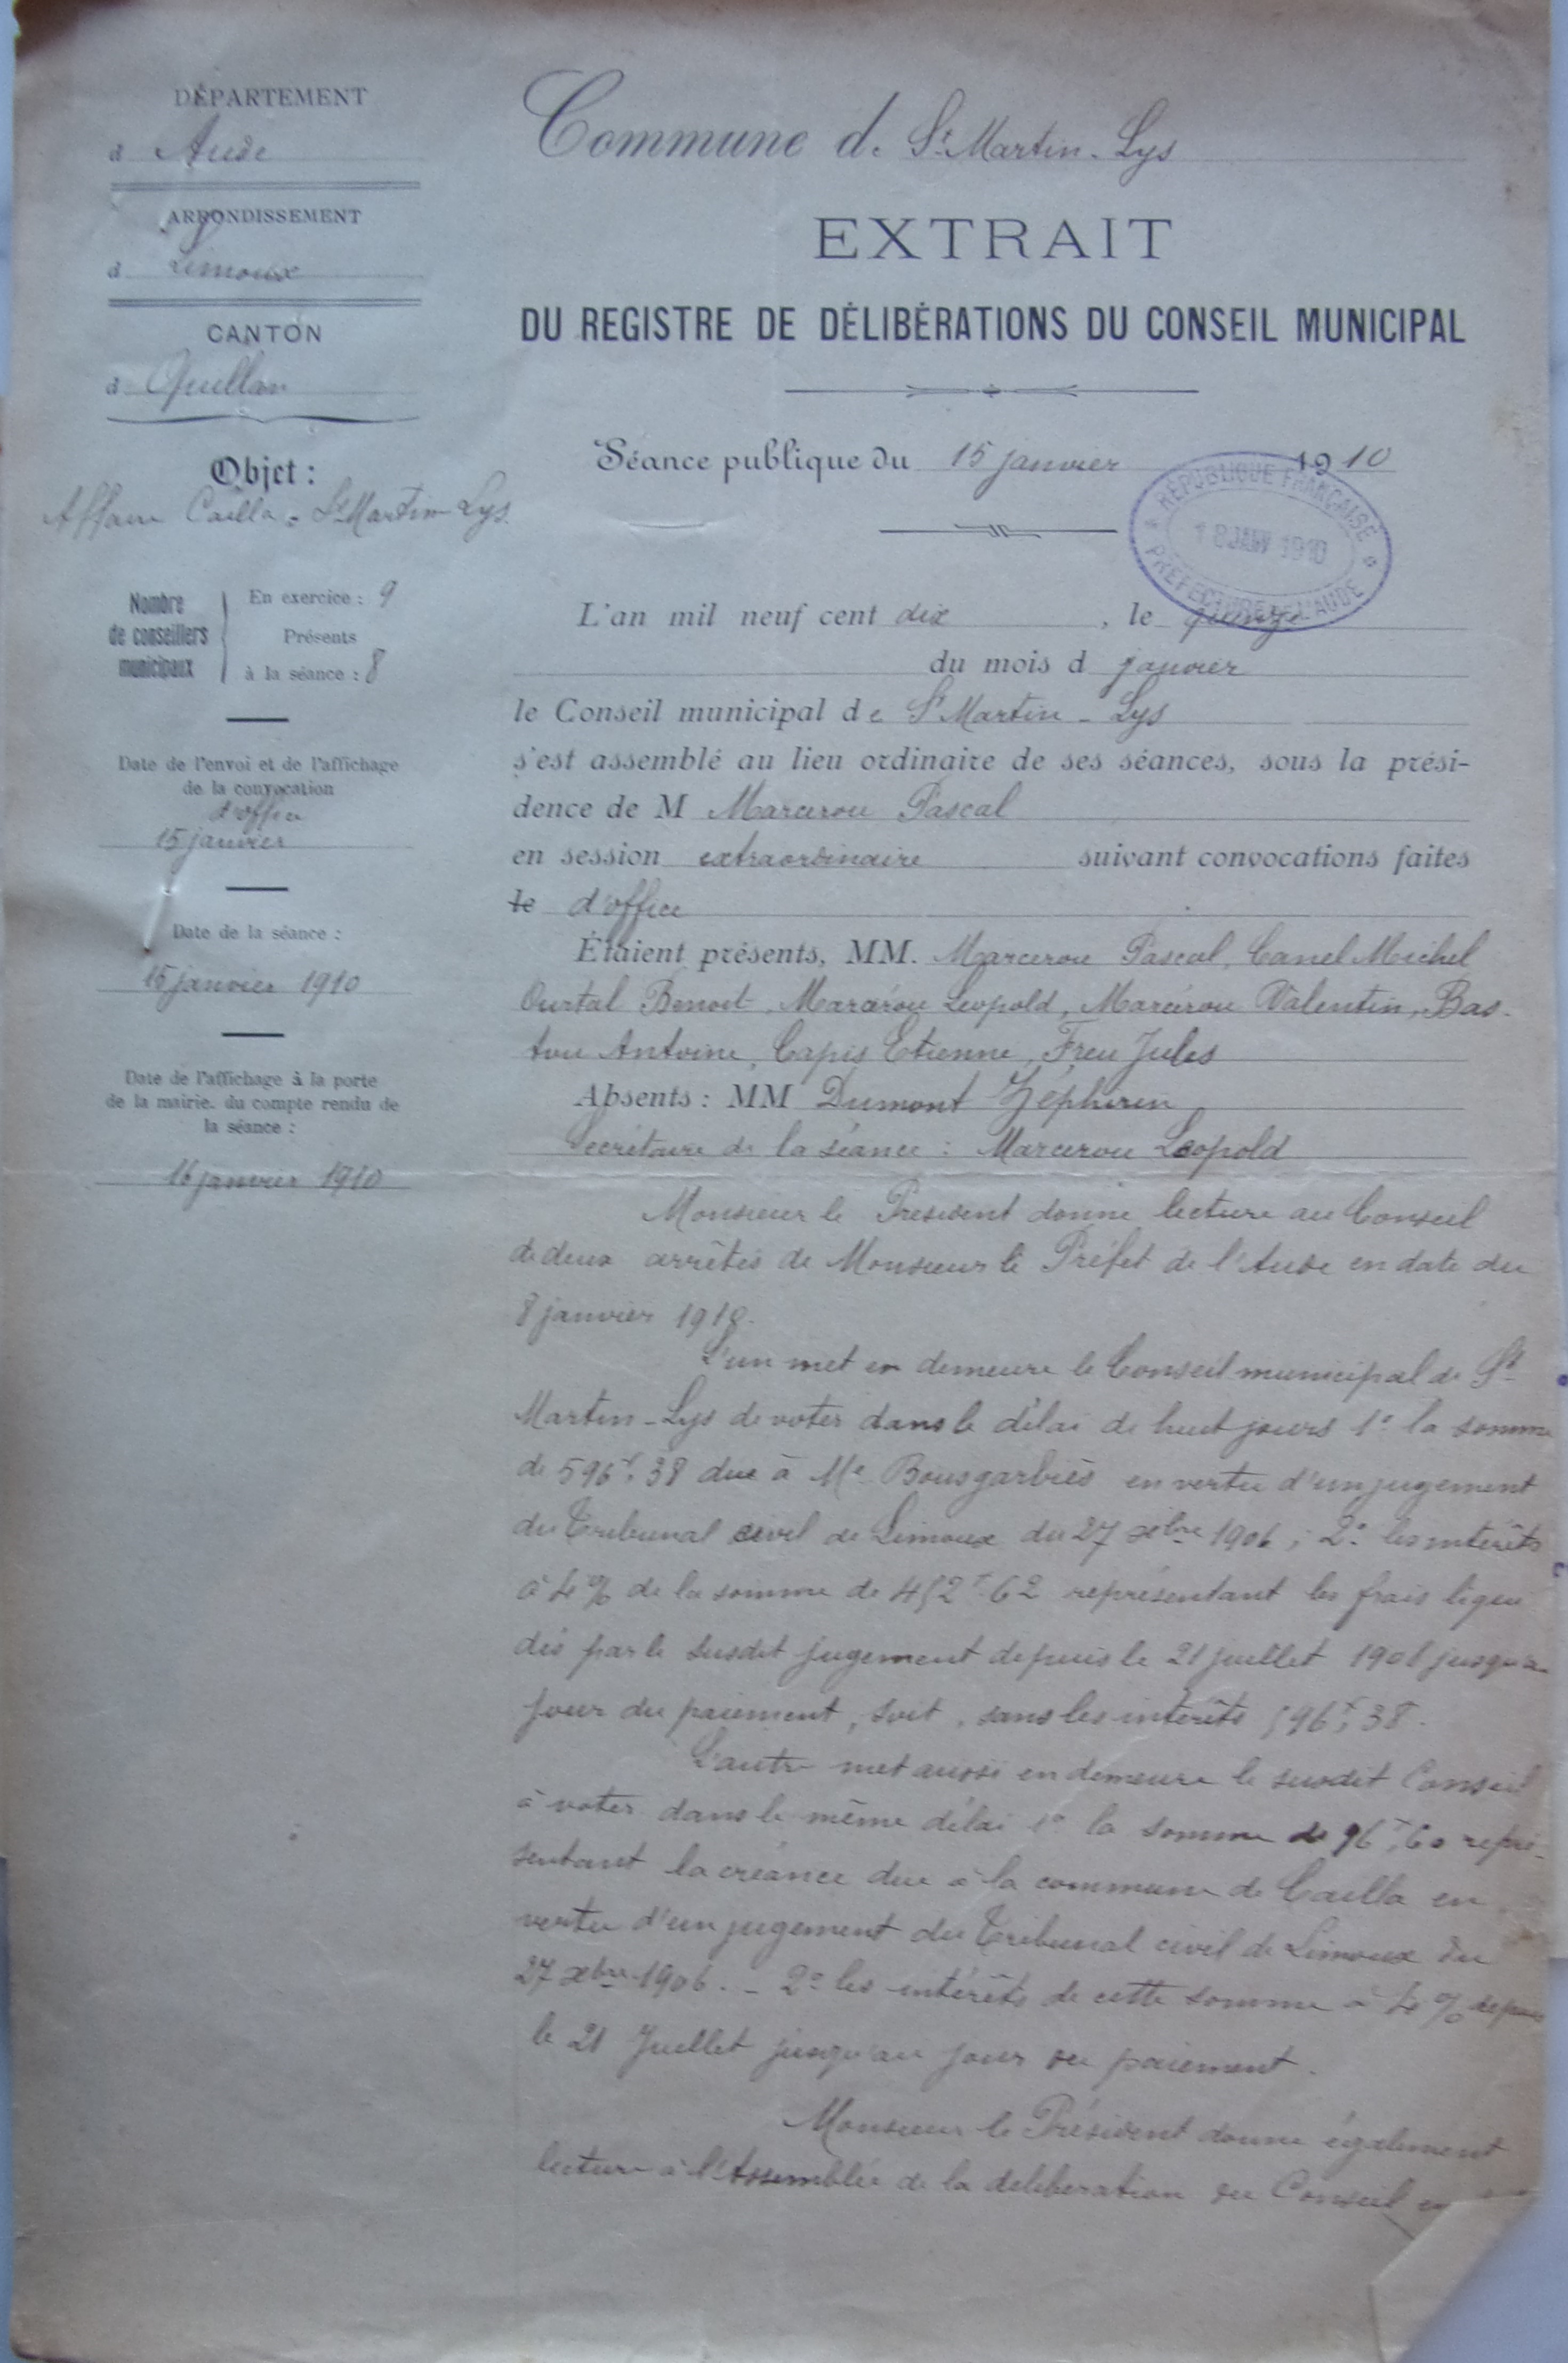 DÉPARTEMENT
d Aude
ARRONDISSEMENT
d Limoux
CANTON
d Quillan
Objet :
Affaire Cailla - St Martin-Lys.
Nombre de conseillers municipaux
En exercice : 9
Présents
à la séance : 8
Date de l'envoi et de l'affichage
de la convocation
d'office
15 janvier
Date de la séance :
15 janvier 1910
Date de l'affichage à la porte
de la mairie, du compte rendu de
la séance :
16 janvier 1910
Commune de St Martin-Lys
EXTRAIT
DU REGISTRE DE DÉLIBÉRATIONS DU CONSEIL MUNICIPAL
Séance publique du 15 janvier 1910
RÉPUBLIQUE FRANÇAISE
18 JANV 1910
PRÉFECTURE DE L'AUDE
L'an mil neuf cent dix, le quinze
du mois d janvier
le Conseil municipal de St Martin-Lys
s'est assemblé au lieu ordinaire de ses séances, sous la prési-
dence de M Marcerou Pascal
en session extraordinaire suivant convocations faites
le d'office
Étaient présents, MM. Marcerou Pascal, Canel Michel
Ourtal Benoit, Marcérou Leopold, Marcérou Valentin, Bas-
tou Antoine, Capis Etienne, Freu Jules
Absents : MM Dumont Zéphirin
Secrétaire de la séance : Marcerou Leopold
Monsieur le Président donne lecture au Conseil
de deux arrêtés de Monsieur le Préfet de l'Aude en date du
8 janvier 1910.
L'un met en demeure le Conseil municipal de St
Martin-Lys de voter dans le délai de huit jours 1° la somme
de 596f,38 due à Me Bousgarbiès en vertu d'un jugement
du Tribunal civil de Limoux du 27 xbre 1906 ; 2° les intérêts
à 4% de la somme de 452f.62 représentant les frais liqui
dés par le susdit jugement depuis le 21 juillet 1906 jusqu'au
jour du paiement, soit, sans les intérêts 596f,38.
L'autre met aussi en demeure le susdit Conseil
à voter dans le même délai 1° la somme de 96f,60 repré-
sentant la créance due à la commune de Cailla en
vertu d'un jugement du Tribunal civil de Limoux du
27 xbre 1906. - 2° les intérêts de cette somme à 4% depuis
le 21 Juillet jusqu'au jour du paiement.
Monsieur le Président donne également
lecture à l'Assemblée de la délibération du Conseil en